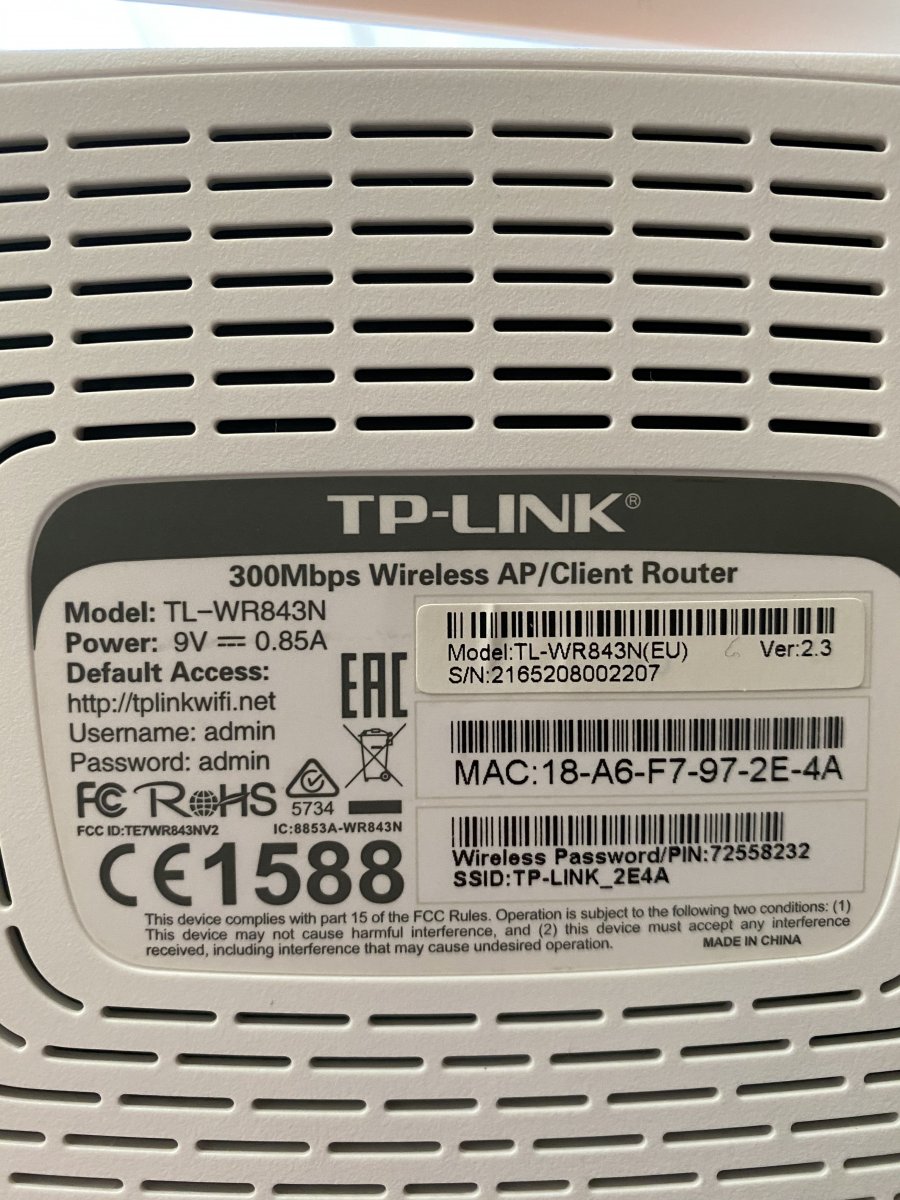 TP-LINK®
300Mbps Wireless AP/Client Router
Model: TL-WR843N
Power: 9V ⎓ 0.85A
Default Access:
http://tplinkwifi.net
Username: admin
Password: admin
EAC
FC RoHS
5734
FCC ID:TE7WR843NV2 IC:8853A-WR843N
CE1588
Model:TL-WR843N(EU) Ver:2.3
S/N:2165208002207
MAC:18-A6-F7-97-2E-4A
Wireless Password/PIN:72558232
SSID:TP-LINK_2E4A
This device complies with part 15 of the FCC Rules. Operation is subject to the following two conditions: (1)
This device may not cause harmful interference, and (2) this device must accept any interference
received, including interference that may cause undesired operation. MADE IN CHINA